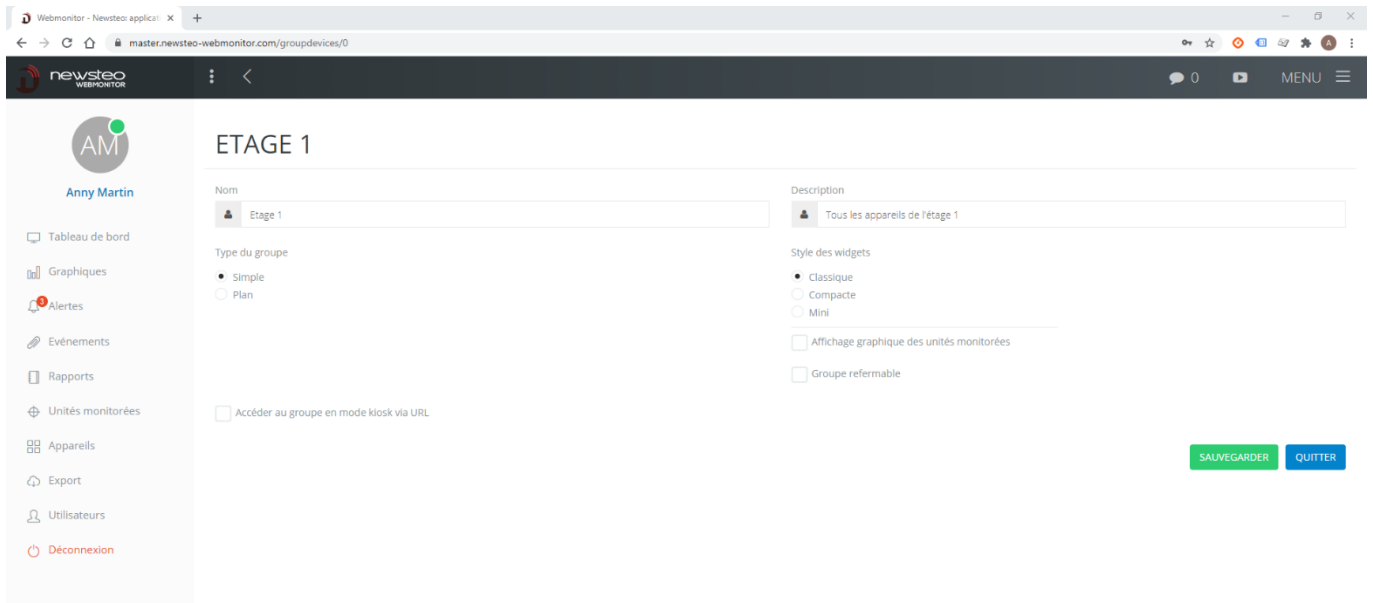 Webmonitor - Newsteo: applicat
master.newsteo-webmonitor.com/groupdevices/0
A
newsteo
WEBMONITOR
0
MENU
AM
Anny Martin
Tableau de bord
Graphiques
3
Alertes
Evénements
Rapports
Unités monitorées
Appareils
Export
Utilisateurs
Déconnexion
ETAGE 1
Nom
Description
Etage 1
Tous les appareils de l'étage 1
Type du groupe
Style des widgets
Simple
Classique
Plan
Compacte
Mini
Affichage graphique des unités monitorées
Groupe refermable
Accéder au groupe en mode kiosk via URL
SAUVEGARDER
QUITTER